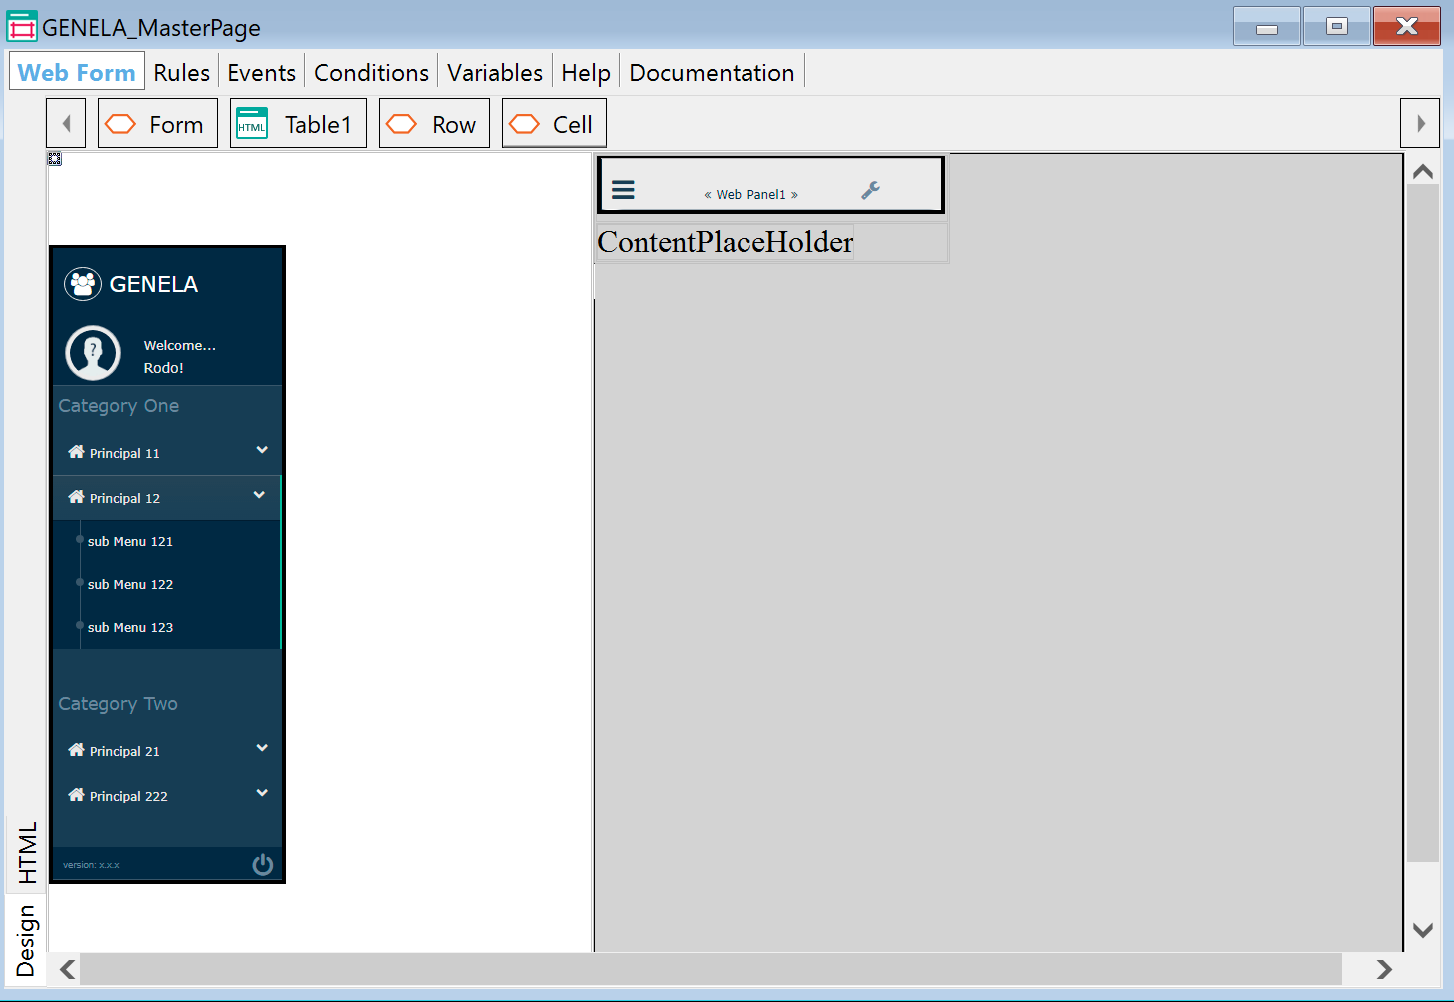 GENELA_MasterPage
Web Form Rules Events Conditions Variables Help Documentation
Form HTML Table1 Row Cell
« Web Panel1 »
ContentPlaceHolder
GENELA
?
Welcome...
Rodo!
Category One
Principal 11
Principal 12
sub Menu 121
sub Menu 122
sub Menu 123
Category Two
Principal 21
Principal 222
version: x.x.x
HTML
Design